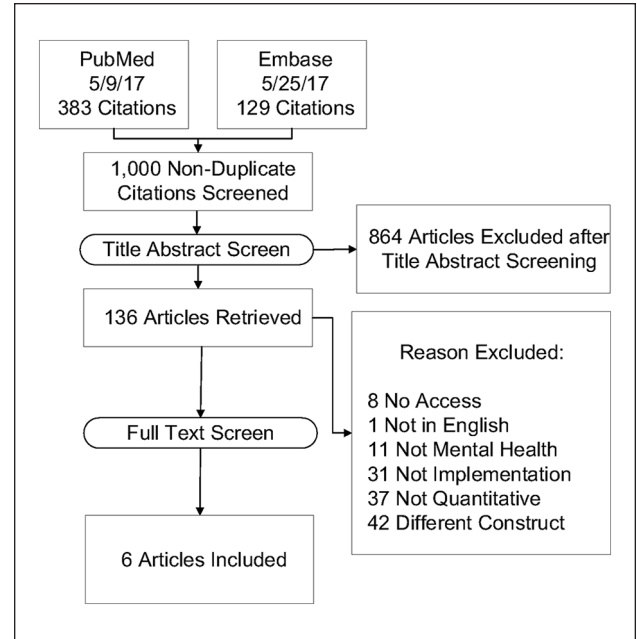 PubMed
5/9/17
383 Citations
Embase
5/25/17
129 Citations
1,000 Non-Duplicate
Citations Screened
Title Abstract Screen
864 Articles Excluded after
Title Abstract Screening
136 Articles Retrieved
Reason Excluded:
8 No Access
1 Not in English
11 Not Mental Health
31 Not Implementation
37 Not Quantitative
42 Different Construct
Full Text Screen
6 Articles Included